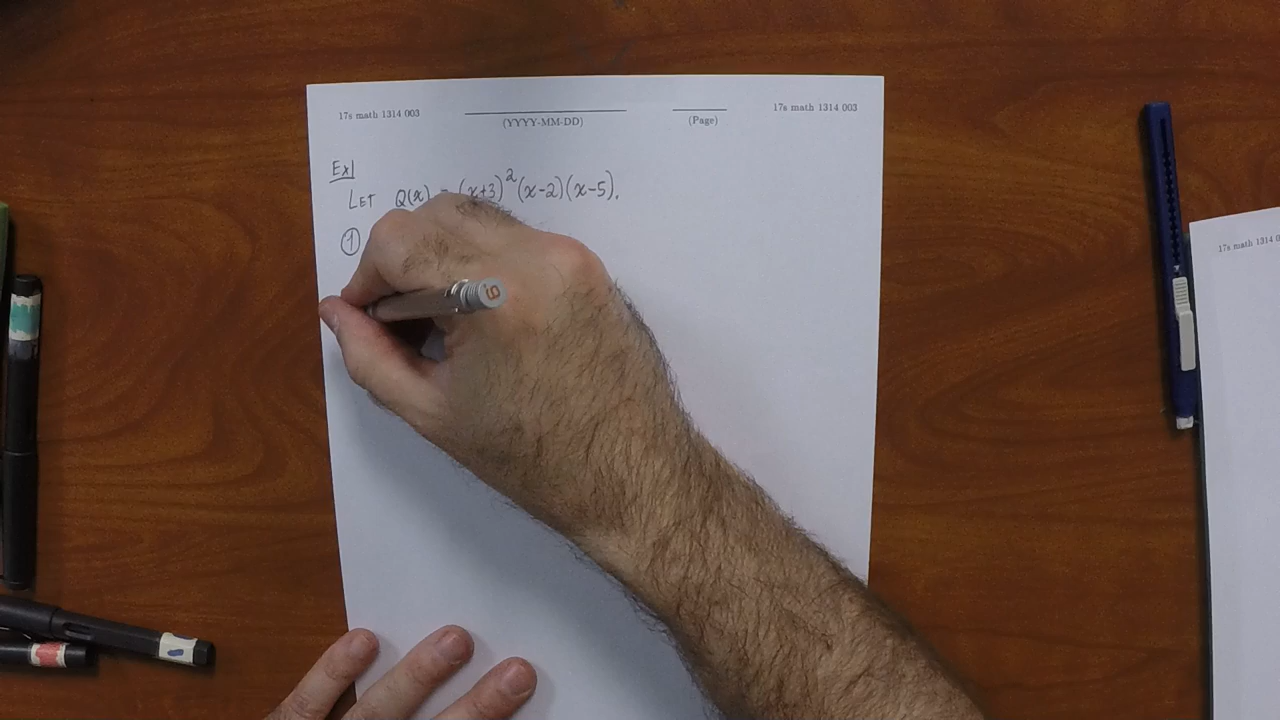 17s math 1314 003 (YYYY-MM-DD) (Page) 17s math 1314 003
Ex|
LET Q(x) = (x+3)²(x-2)(x-5).
①
17s math 1314